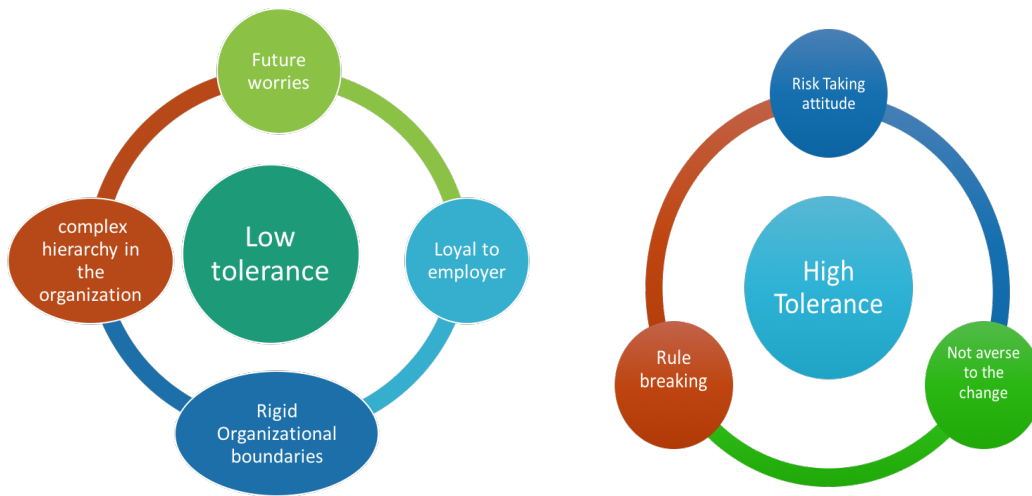 Future
worries
complex
hierarchy in
the
organization
Low
tolerance
Loyal to
employer
Rigid
Organizational
boundaries
Risk Taking
attitude
High
Tolerance
Rule
breaking
Not averse
to the
change